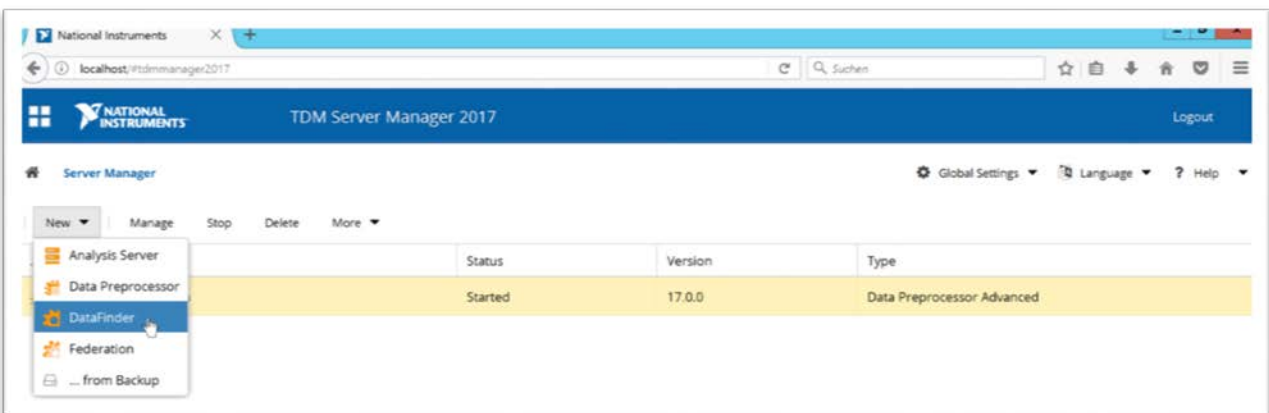 National Instruments
localhost/#tdmmanager2017
Suchen
NATIONAL INSTRUMENTS
TDM Server Manager 2017
Logout
Server Manager
Global Settings
Language
? Help
New
Manage
Stop
Delete
More
Analysis Server
Data Preprocessor
DataFinder
Federation
... from Backup
Status
Version
Type
Started
17.0.0
Data Preprocessor Advanced